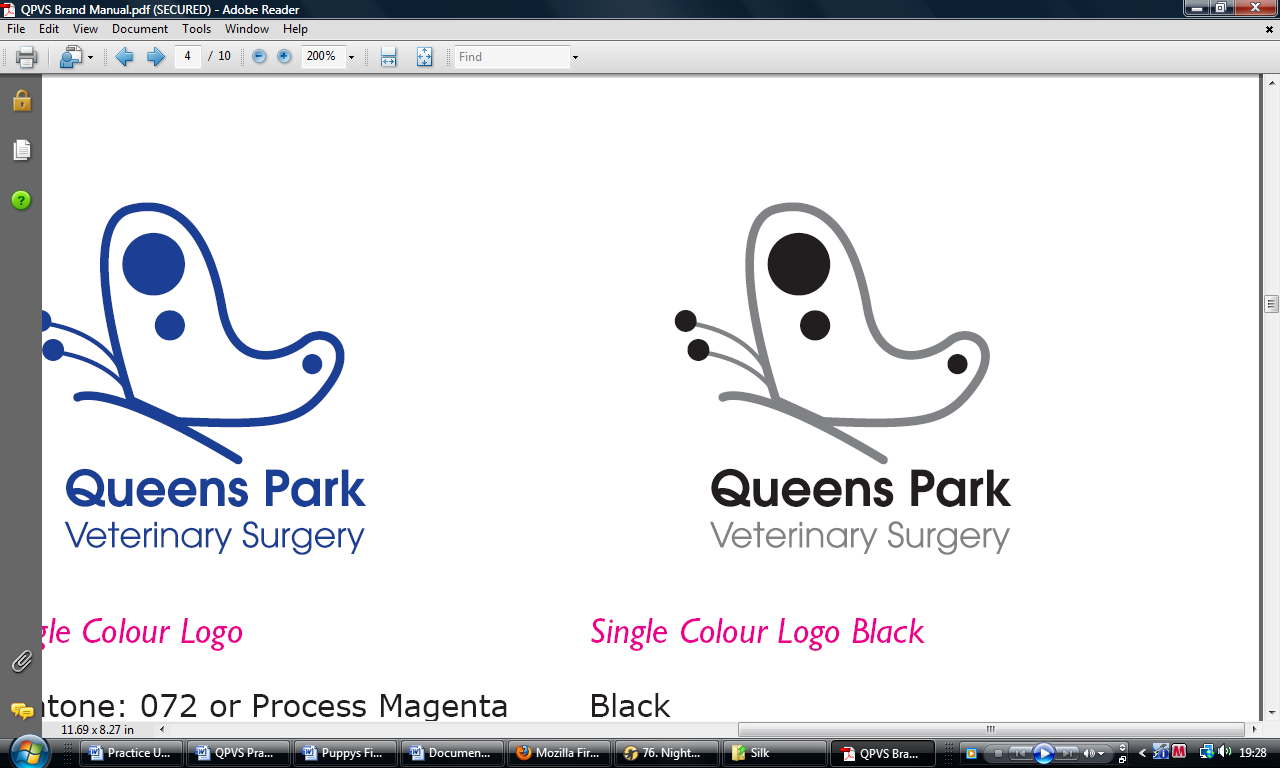 QPVS Brand Manual.pdf (SECURED) - Adobe Reader
File Edit View Document Tools Window Help
4 / 10 200% Find
Queens Park
Veterinary Surgery
Queens Park
Veterinary Surgery
gle Colour Logo
Single Colour Logo Black
ntone: 072 or Process Magenta
Black
11.69 x 8.27 in
Practice U... QPVS Pra... Puppys Fi... Documen... Mozilla Fir... 76. Night... Silk QPVS Bra... 19:28